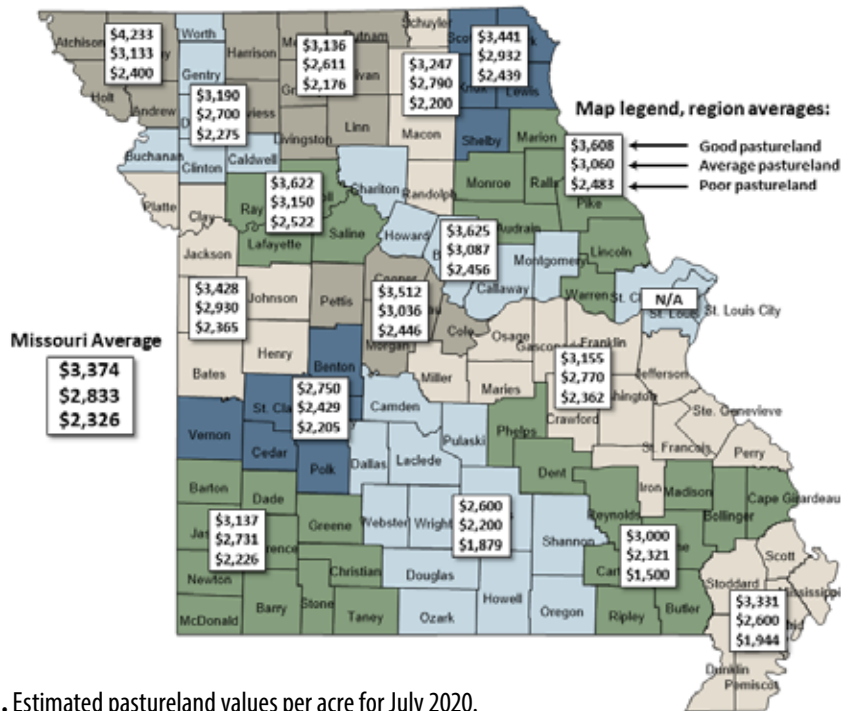 Schuyler
Atchison
$4,233
$3,133
$2,400
Worth
Harrison
$3,136
$2,611
$2,176
Putnam
$3,247
$2,790
$2,200
$3,441
$2,932
$2,439
Gentry
Knox
Lewis
Holt
Andrew
$3,190
$2,700
$2,275
Linn
Macon
Map legend, region averages:
Livingston
Shelby
Marion
$3,608
$3,060
$2,483
Good pastureland
Average pastureland
Poor pastureland
Buchanan
Clinton
Caldwell
Chariton
Randolph
Monroe
Ralls
Pike
Platte
Clay
Ray
$3,622
$3,150
$2,522
Lafayette
Saline
Howard
$3,625
$3,087
$2,456
Audrain
Montgomery
Lincoln
Jackson
Callaway
Warren
St. C
N/A
St. Louis
St. Louis City
$3,428
$2,930
$2,365
Johnson
Pettis
Cooper
$3,512
$3,036
$2,446
Cole
Osage
Franklin
Missouri Average
$3,374
$2,833
$2,326
Bates
Henry
Benton
Morgan
Miller
Maries
$3,155
$2,770
$2,362
Jefferson
Crawford
Ste. Genevieve
St. Francois
Perry
Vernon
St. Cla
$2,750
$2,429
$2,205
Camden
Pulaski
Phelps
Cedar
Polk
Dallas
Laclede
Dent
Iron
Madison
Cape Girardeau
Bollinger
Barton
Dade
Greene
Webster
Wright
$2,600
$2,200
$1,879
Shannon
Reynolds
$3,000
$2,321
$1,500
Jas
$3,137
$2,731
$2,226
rence
Newton
Christian
Douglas
Howell
Scott
Stoddard
Mississippi
McDonald
Barry
Stone
Taney
Ozark
Oregon
Ripley
Butler
$3,331
$2,600
$1,944
Dunklin
Pemiscot
. Estimated pastureland values per acre for July 2020.